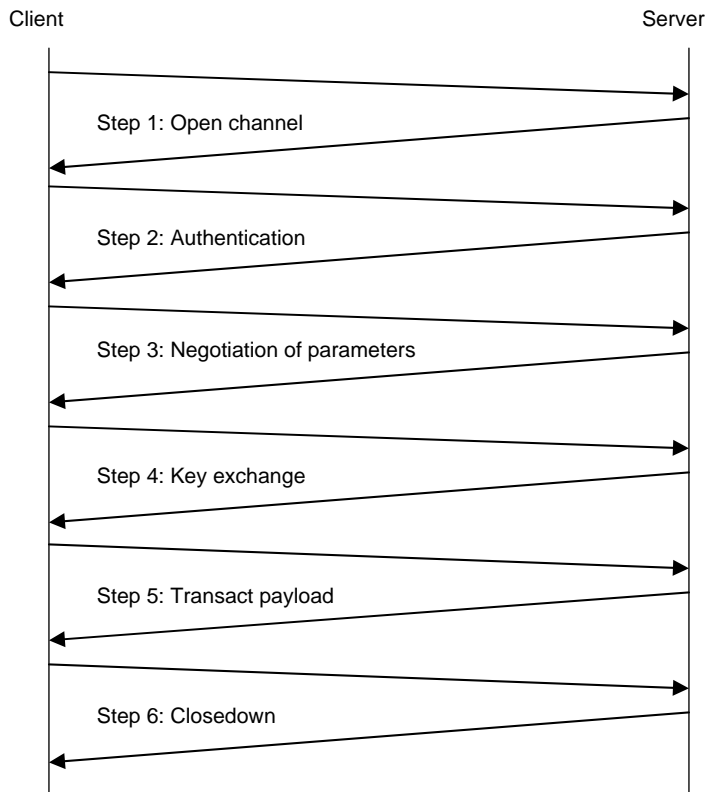 Client
Server
Step 1: Open channel
Step 2: Authentication
Step 3: Negotiation of parameters
Step 4: Key exchange
Step 5: Transact payload
Step 6: Closedown